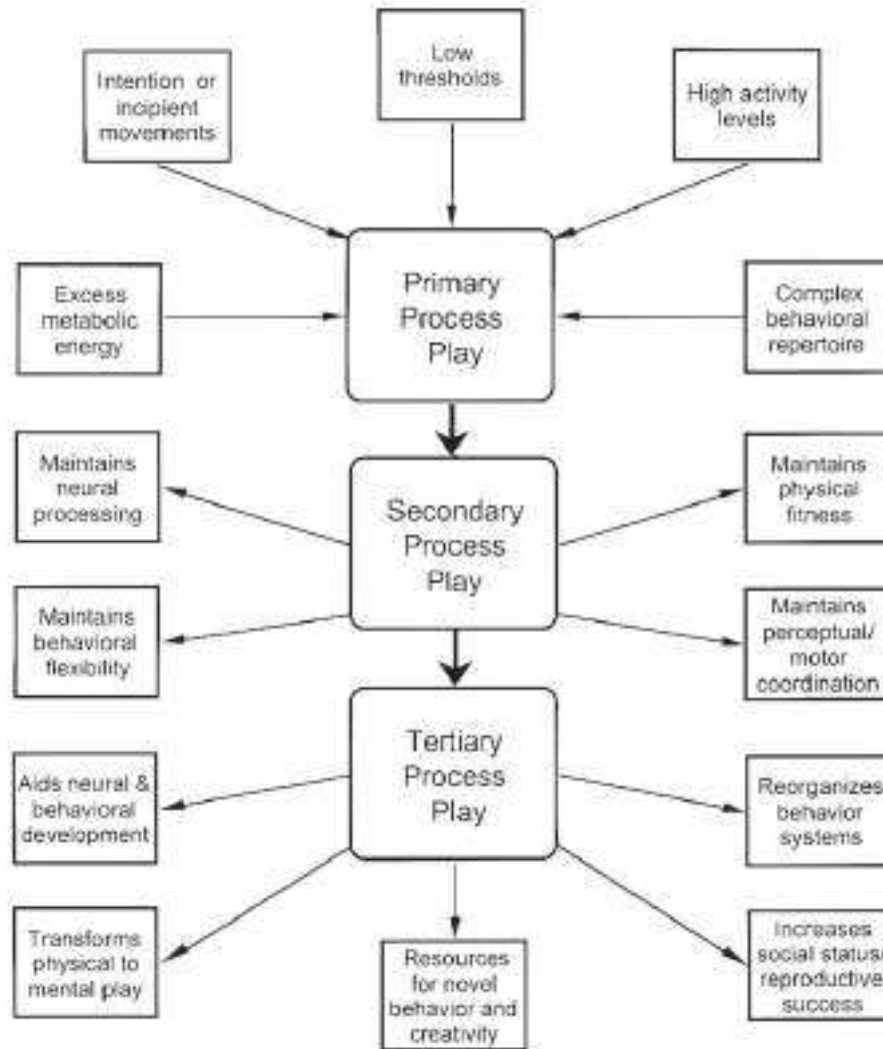 Intention or
incipient
movements
Low
thresholds
High activity
levels
Excess
metabolic
energy
Primary
Process
Play
Complex
behavioral
repertoire
Maintains
neural
processing
Secondary
Process
Play
Maintains
physical
fitness
Maintains
behavioral
flexibility
Maintains
perceptual/
motor
coordination
Aids neural &
behavioral
development
Tertiary
Process
Play
Reorganizes
behavior
systems
Transforms
physical to
mental play
Resources
for novel
behavior and
creativity
Increases
social status/
reproductive
success